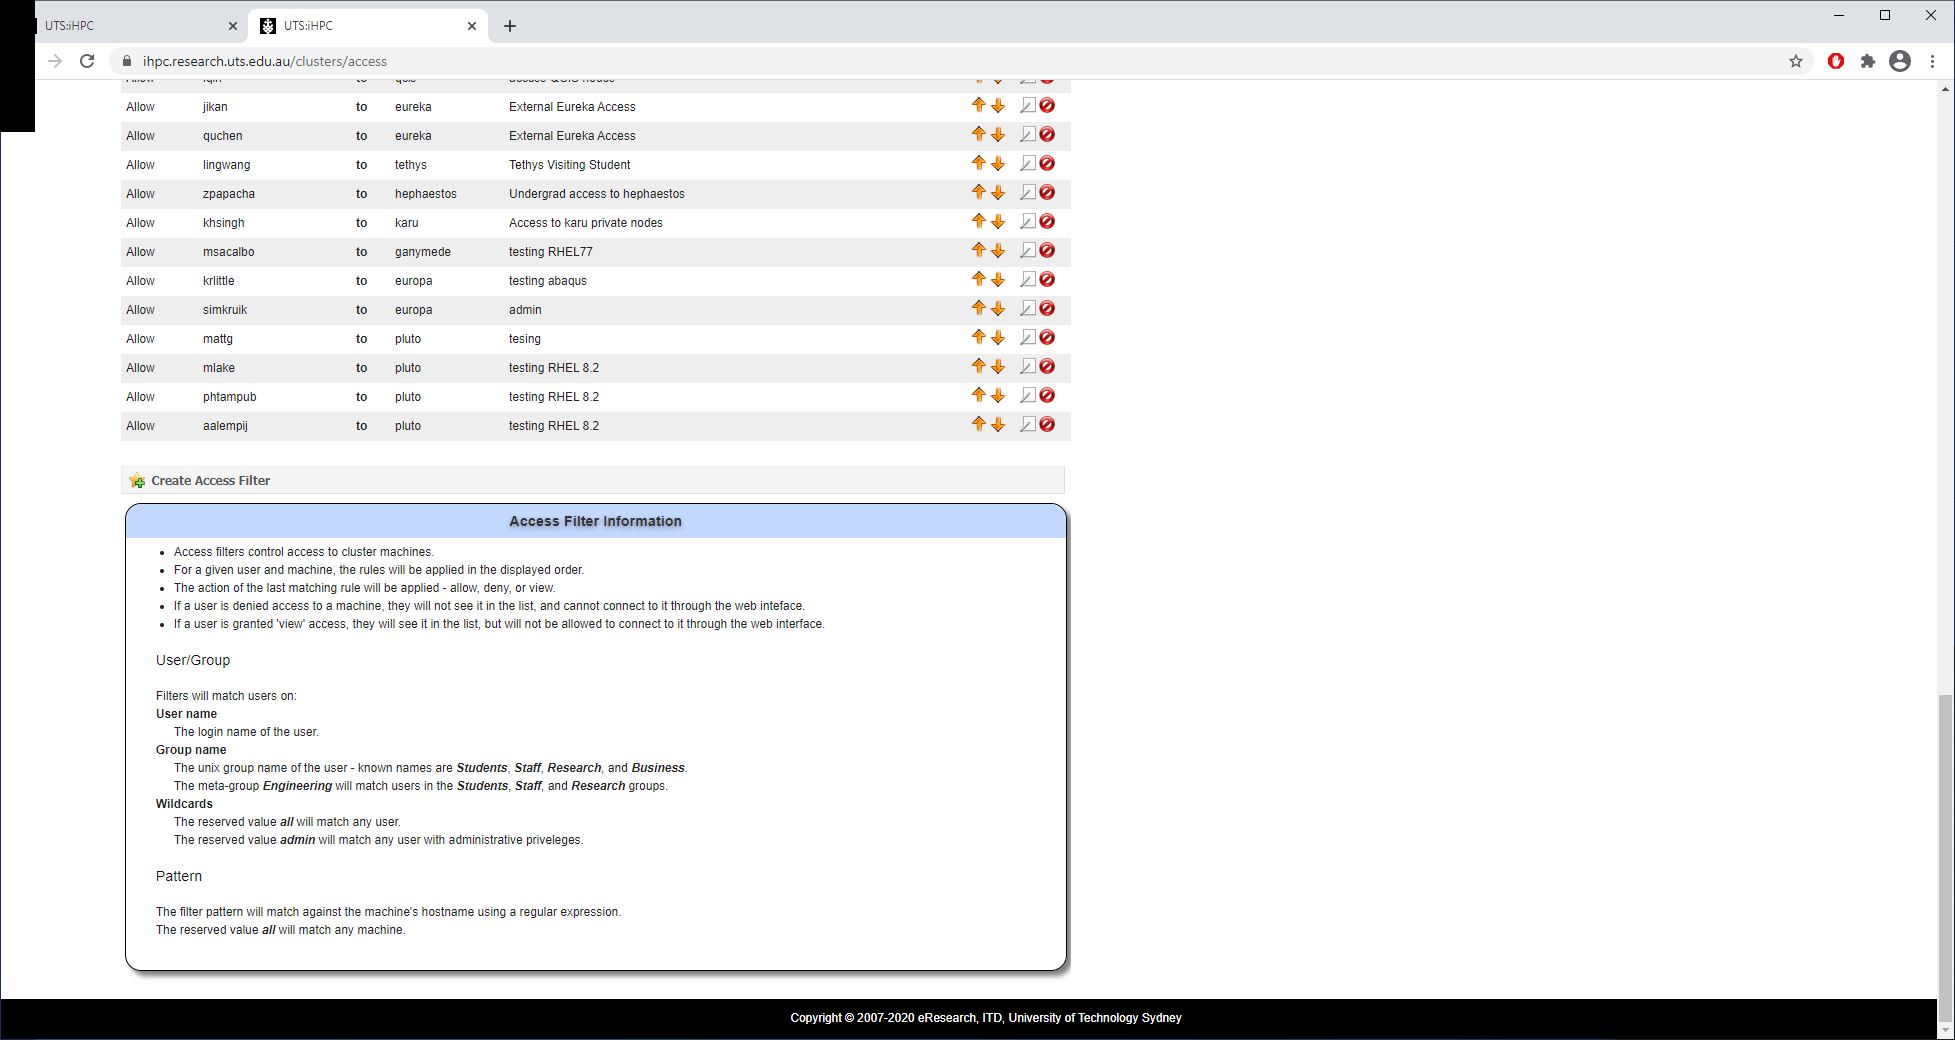 UTS:iHPC
UTS:iHPC
ihpc.research.uts.edu.au/clusters/access
Allow jikan to eureka External Eureka Access
Allow quchen to eureka External Eureka Access
Allow lingwang to tethys Tethys Visiting Student
Allow zpapacha to hephaestos Undergrad access to hephaestos
Allow khsingh to karu Access to karu private nodes
Allow msacalbo to ganymede testing RHEL77
Allow krlittle to europa testing abaqus
Allow simkruik to europa admin
Allow mattg to pluto tesing
Allow mlake to pluto testing RHEL 8.2
Allow phtampub to pluto testing RHEL 8.2
Allow aalempij to pluto testing RHEL 8.2
Create Access Filter
Access Filter Information
• Access filters control access to cluster machines.
• For a given user and machine, the rules will be applied in the displayed order.
• The action of the last matching rule will be applied - allow, deny, or view.
• If a user is denied access to a machine, they will not see it in the list, and cannot connect to it through the web inteface.
• If a user is granted 'view' access, they will see it in the list, but will not be allowed to connect to it through the web interface.
User/Group
Filters will match users on:
User name
The login name of the user.
Group name
The unix group name of the user - known names are Students, Staff, Research, and Business.
The meta-group Engineering will match users in the Students, Staff, and Research groups.
Wildcards
The reserved value all will match any user.
The reserved value admin will match any user with administrative priveleges.
Pattern
The filter pattern will match against the machine's hostname using a regular expression.
The reserved value all will match any machine.
Copyright © 2007-2020 eResearch, ITD, University of Technology Sydney